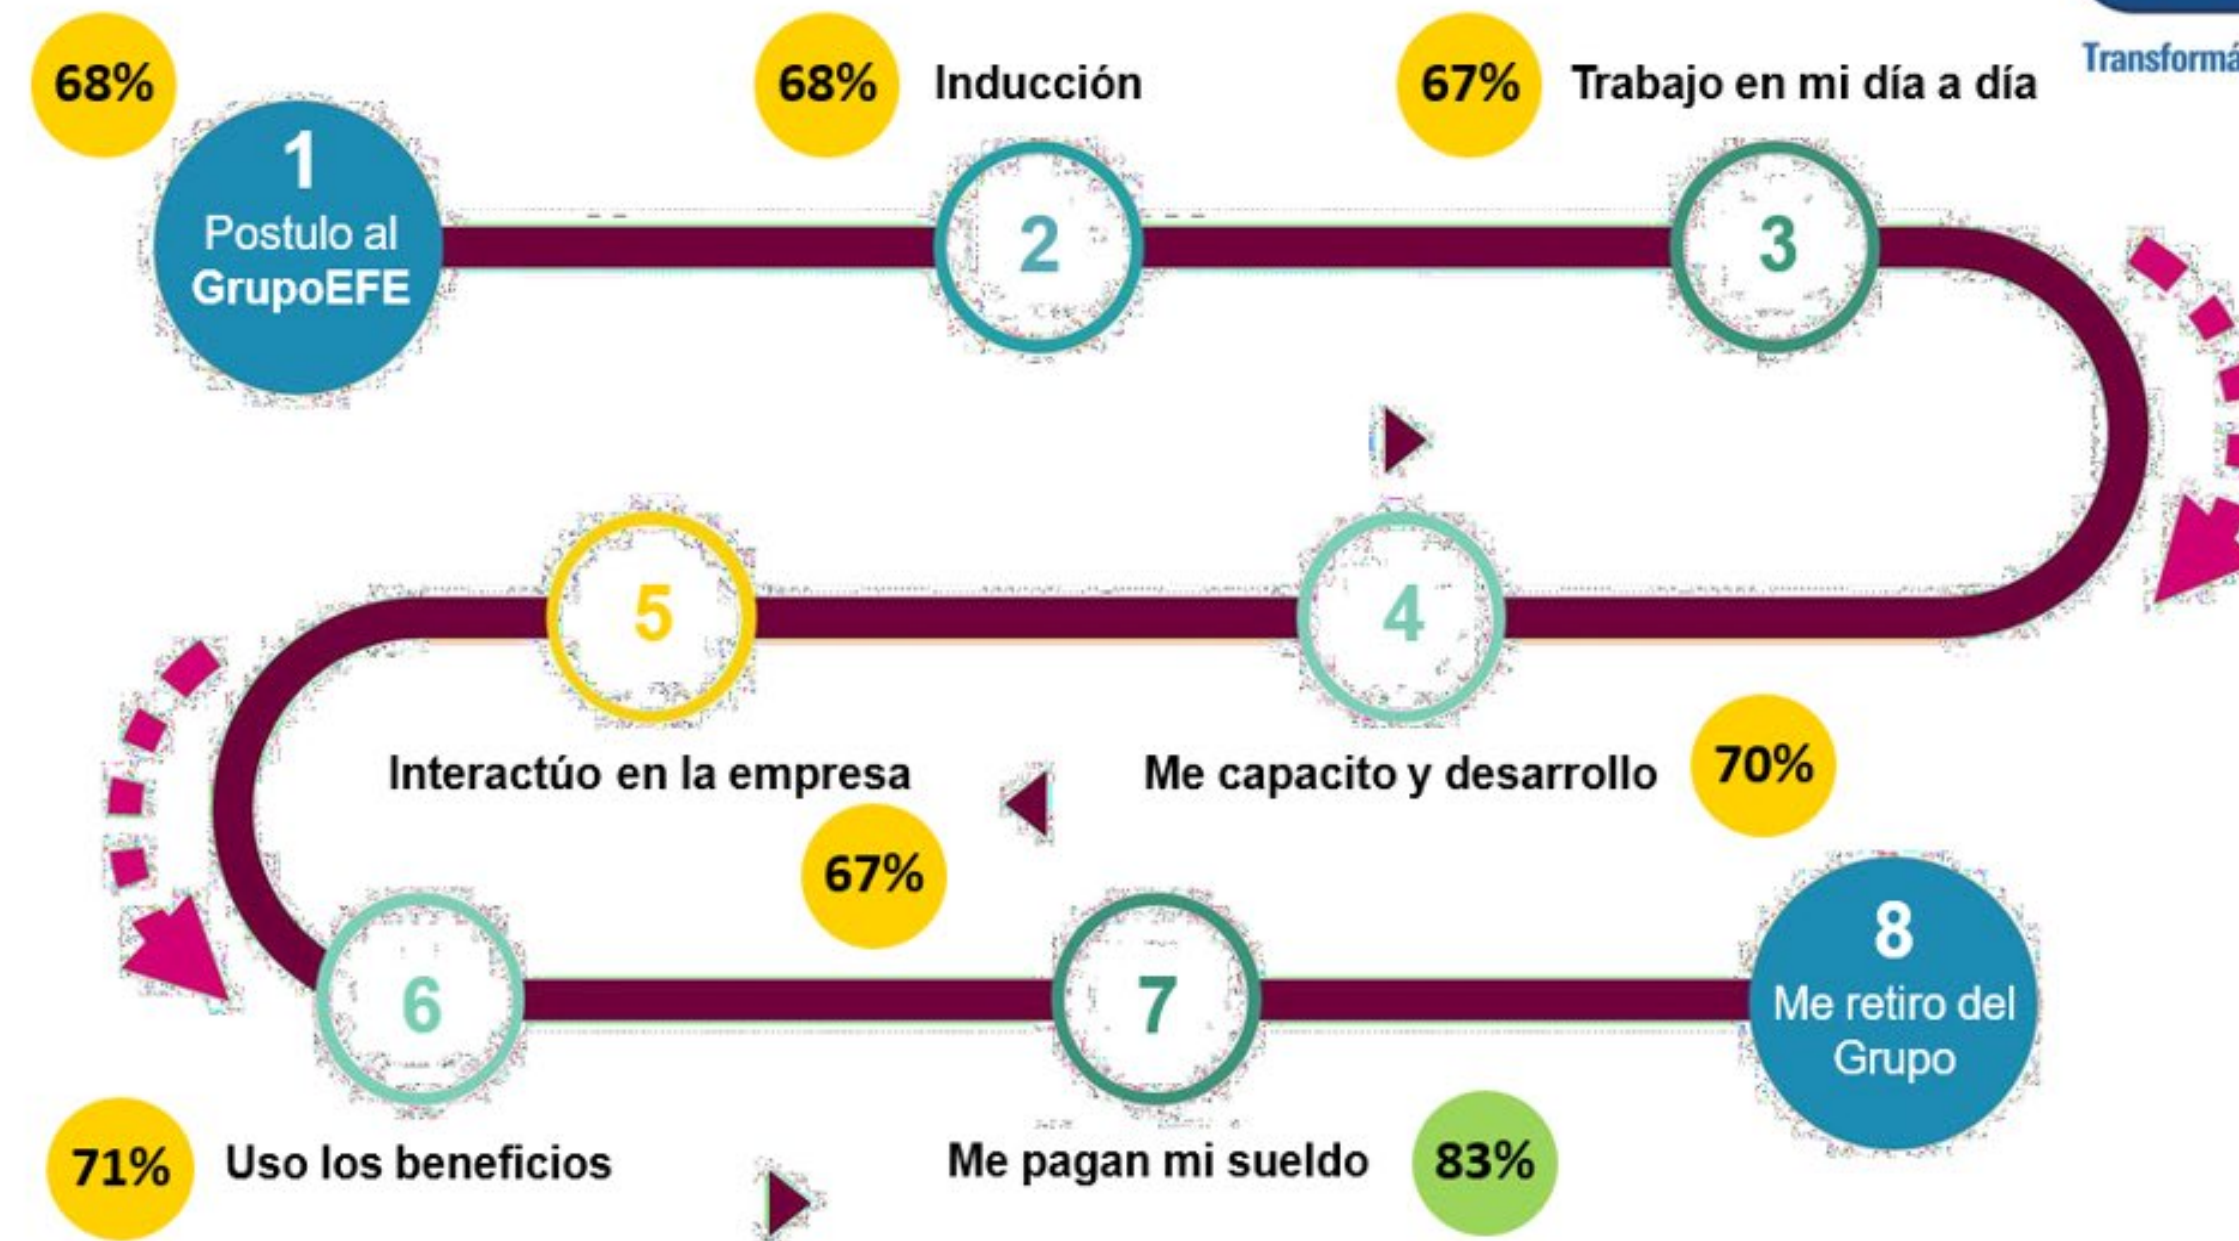 68%
68% Inducción
67% Trabajo en mi día a día
1
Postulo al
GrupoEFE
2
3
5
4
Interactúo en la empresa
67%
Me capacito y desarrollo 70%
6
7
8
Me retiro del
Grupo
71% Uso los beneficios
Me pagan mi sueldo 83%